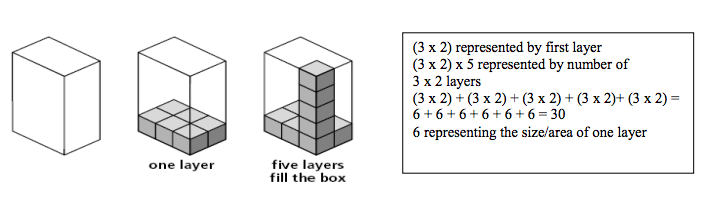 one layer
five layers
fill the box
(3 x 2) represented by first layer
(3 x 2) x 5 represented by number of
3 x 2 layers
(3 x 2) + (3 x 2) + (3 x 2) + (3 x 2)+ (3 x 2) =
6 + 6 + 6 + 6 + 6 + 6 = 30
6 representing the size/area of one layer